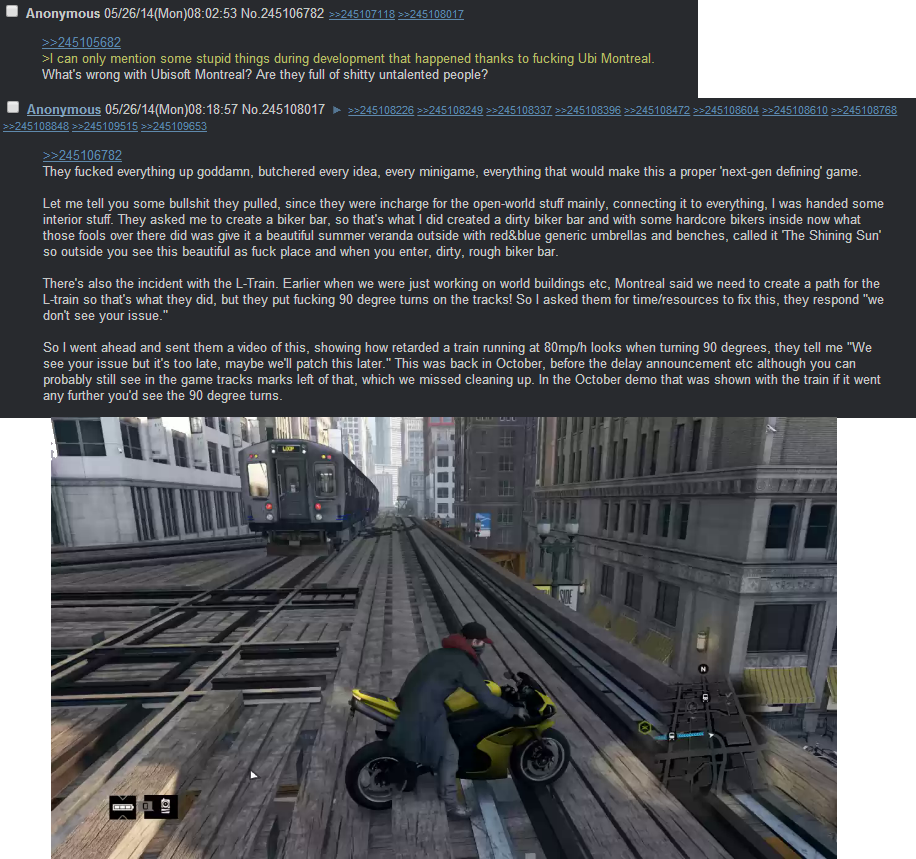 Anonymous 05/26/14(Mon)08:02:53 No.245106782 >>245107118 >>245108017
>>245105682
>I can only mention some stupid things during development that happened thanks to fucking Ubi Montreal.
What's wrong with Ubisoft Montreal? Are they full of shitty untalented people?
Anonymous 05/26/14(Mon)08:18:57 No.245108017 ► >>245108226 >>245108249 >>245108337 >>245108396 >>245108472 >>245108604 >>245108610 >>245108768
>>245108848 >>245109515 >>245109653
>>245106782
They fucked everything up goddamn, butchered every idea, every minigame, everything that would make this a proper 'next-gen defining' game.
Let me tell you some bullshit they pulled, since they were incharge for the open-world stuff mainly, connecting it to everything, I was handed some
interior stuff. They asked me to create a biker bar, so that's what I did created a dirty biker bar and with some hardcore bikers inside now what
those fools over there did was give it a beautiful summer veranda outside with red&blue generic umbrellas and benches, called it 'The Shining Sun'
so outside you see this beautiful as fuck place and when you enter, dirty, rough biker bar.
There's also the incident with the L-Train. Earlier when we were just working on world buildings etc, Montreal said we need to create a path for the
L-train so that's what they did, but they put fucking 90 degree turns on the tracks! So I asked them for time/resources to fix this, they respond "we
don't see your issue."
So I went ahead and sent them a video of this, showing how retarded a train running at 80mp/h looks when turning 90 degrees, they tell me "We
see your issue but it's too late, maybe we'll patch this later." This was back in October, before the delay announcement etc although you can
probably still see in the game tracks marks left of that, which we missed cleaning up. In the October demo that was shown with the train if it went
any further you'd see the 90 degree turns.
LOOP
SIDE
N